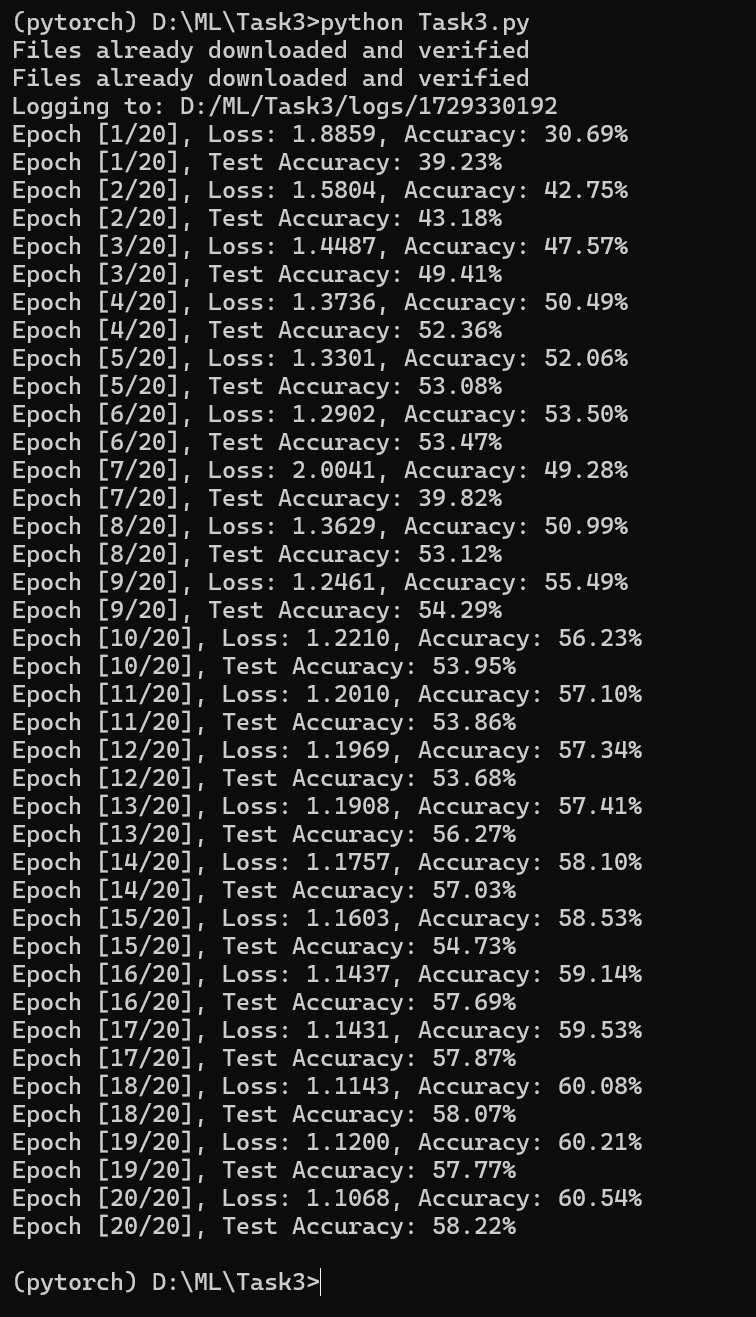 (pytorch) D:\ML\Task3>python Task3.py
Files already downloaded and verified
Files already downloaded and verified
Logging to: D:/ML/Task3/logs/1729330192
Epoch [1/20], Loss: 1.8859, Accuracy: 30.69%
Epoch [1/20], Test Accuracy: 39.23%
Epoch [2/20], Loss: 1.5804, Accuracy: 42.75%
Epoch [2/20], Test Accuracy: 43.18%
Epoch [3/20], Loss: 1.4487, Accuracy: 47.57%
Epoch [3/20], Test Accuracy: 49.41%
Epoch [4/20], Loss: 1.3736, Accuracy: 50.49%
Epoch [4/20], Test Accuracy: 52.36%
Epoch [5/20], Loss: 1.3301, Accuracy: 52.06%
Epoch [5/20], Test Accuracy: 53.08%
Epoch [6/20], Loss: 1.2902, Accuracy: 53.50%
Epoch [6/20], Test Accuracy: 53.47%
Epoch [7/20], Loss: 2.0041, Accuracy: 49.28%
Epoch [7/20], Test Accuracy: 39.82%
Epoch [8/20], Loss: 1.3629, Accuracy: 50.99%
Epoch [8/20], Test Accuracy: 53.12%
Epoch [9/20], Loss: 1.2461, Accuracy: 55.49%
Epoch [9/20], Test Accuracy: 54.29%
Epoch [10/20], Loss: 1.2210, Accuracy: 56.23%
Epoch [10/20], Test Accuracy: 53.95%
Epoch [11/20], Loss: 1.2010, Accuracy: 57.10%
Epoch [11/20], Test Accuracy: 53.86%
Epoch [12/20], Loss: 1.1969, Accuracy: 57.34%
Epoch [12/20], Test Accuracy: 53.68%
Epoch [13/20], Loss: 1.1908, Accuracy: 57.41%
Epoch [13/20], Test Accuracy: 56.27%
Epoch [14/20], Loss: 1.1757, Accuracy: 58.10%
Epoch [14/20], Test Accuracy: 57.03%
Epoch [15/20], Loss: 1.1603, Accuracy: 58.53%
Epoch [15/20], Test Accuracy: 54.73%
Epoch [16/20], Loss: 1.1437, Accuracy: 59.14%
Epoch [16/20], Test Accuracy: 57.69%
Epoch [17/20], Loss: 1.1431, Accuracy: 59.53%
Epoch [17/20], Test Accuracy: 57.87%
Epoch [18/20], Loss: 1.1143, Accuracy: 60.08%
Epoch [18/20], Test Accuracy: 58.07%
Epoch [19/20], Loss: 1.1200, Accuracy: 60.21%
Epoch [19/20], Test Accuracy: 57.77%
Epoch [20/20], Loss: 1.1068, Accuracy: 60.54%
Epoch [20/20], Test Accuracy: 58.22%
(pytorch) D:\ML\Task3>